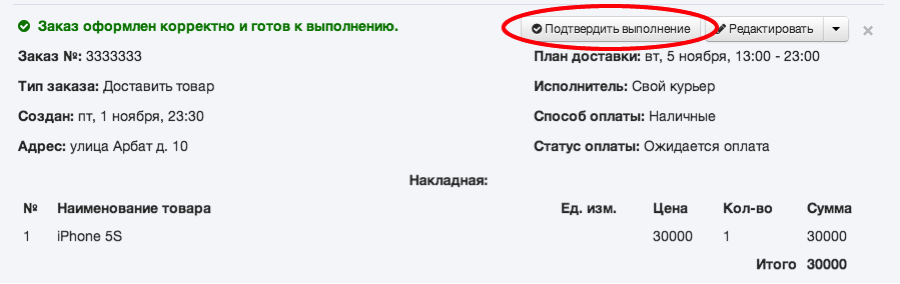 Заказ оформлен корректно и готов к выполнению. Подтвердить выполнение Редактировать
Заказ №: 3333333 План доставки: вт, 5 ноября, 13:00 - 23:00
Тип заказа: Доставить товар Исполнитель: Свой курьер
Создан: пт, 1 ноября, 23:30 Способ оплаты: Наличные
Адрес: улица Арбат д. 10 Статус оплаты: Ожидается оплата
Накладная:
№ Наименование товара Ед. изм. Цена Кол-во Сумма
1 iPhone 5S 30000 1 30000
Итого 30000